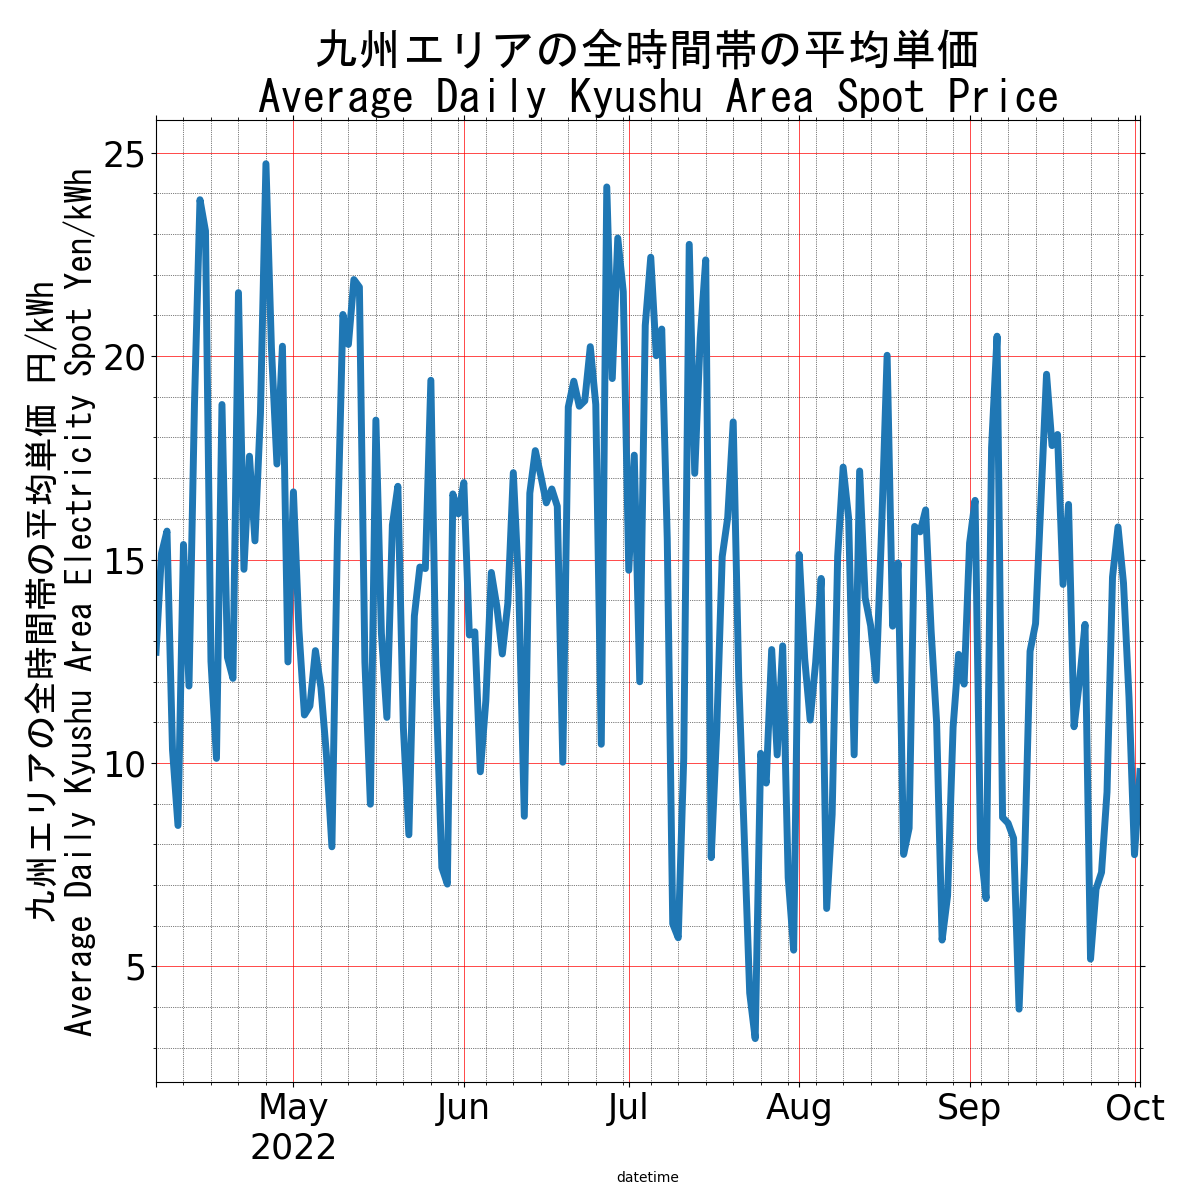 九州エリアの全時間帯の平均単価
Average Daily Kyushu Area Spot Price
九州エリアの全時間帯の平均単価 円/kWh
Average Daily Kyushu Area Electricity Spot Yen/kWh
25
20
15
10
5
May
2022
Jun
Jul
Aug
Sep
Oct
datetime